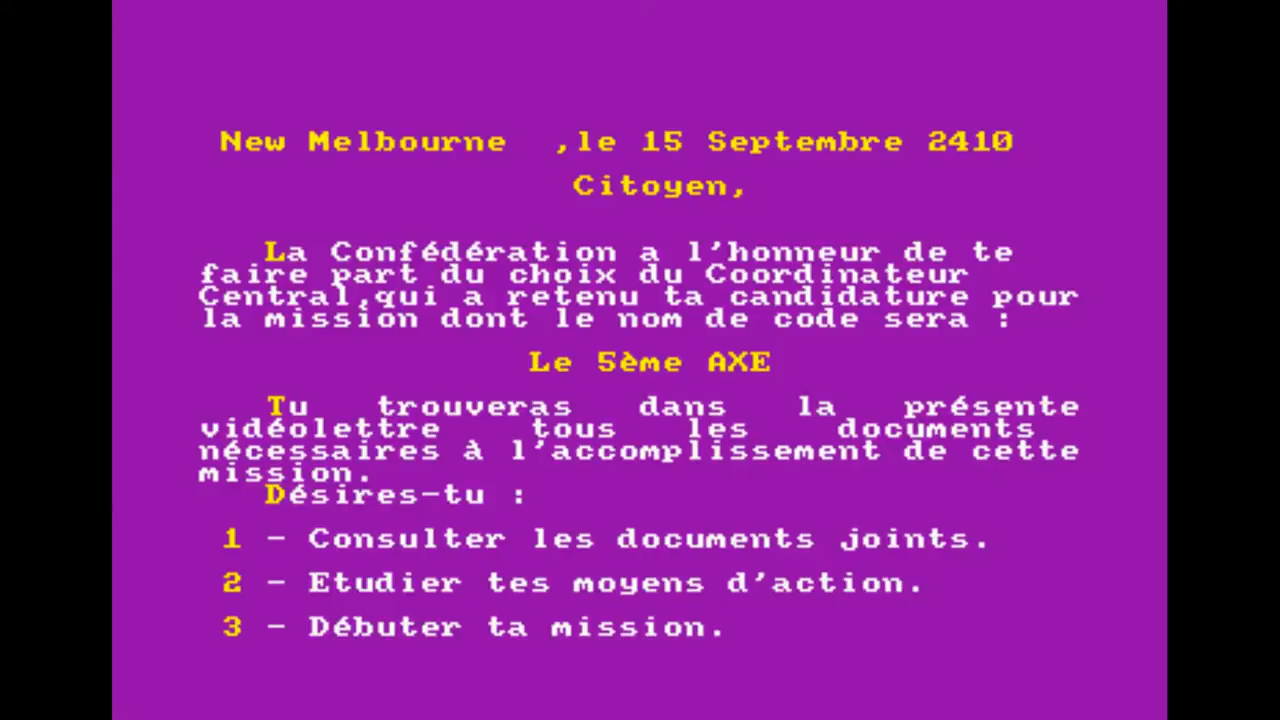 New Melbourne ,le 15 Septembre 2410
Citoyen,
La Confédération a l'honneur de te
faire part du choix du Coordinateur
Central,qui a retenu ta candidature pour
la mission dont le nom de code sera :
Le 5ème AXE
Tu trouveras dans la présente
vidéolettre tous les documents
nécessaires à l'accomplissement de cette
mission.
Désires-tu :
1 - Consulter les documents joints.
2 - Etudier tes moyens d'action.
3 - Débuter ta mission.